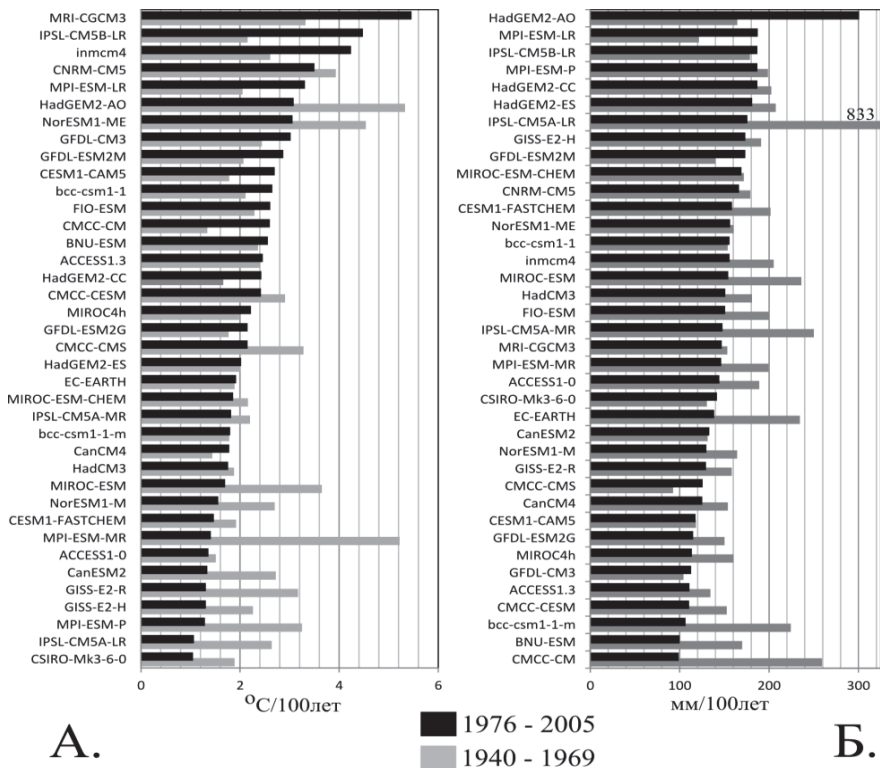 MRI-CGCM3
IPSL-CM5B-LR
inmcm4
CNRM-CM5
MPI-ESM-LR
HadGEM2-AO
NorESM1-ME
GFDL-CM3
GFDL-ESM2M
CESM1-CAM5
bcc-csm1-1
FIO-ESM
CMCC-CM
BNU-ESM
ACCESS1.3
HadGEM2-CC
CMCC-CESM
MIROC4h
GFDL-ESM2G
CMCC-CMS
HadGEM2-ES
EC-EARTH
MIROC-ESM-CHEM
IPSL-CM5A-MR
bcc-csm1-1-m
CanCM4
HadCM3
MIROC-ESM
NorESM1-M
CESM1-FASTCHEM
MPI-ESM-MR
ACCESS1-0
CanESM2
GISS-E2-R
GISS-E2-H
MPI-ESM-P
IPSL-CM5A-LR
CSIRO-Mk3-6-0
0 2 4 6
°C/100лет
А.
HadGEM2-AO
MPI-ESM-LR
IPSL-CM5B-LR
MPI-ESM-P
HadGEM2-CC
HadGEM2-ES
833
IPSL-CM5A-LR
GISS-E2-H
GFDL-ESM2M
MIROC-ESM-CHEM
CNRM-CM5
CESM1-FASTCHEM
NorESM1-ME
bcc-csm1-1
inmcm4
MIROC-ESM
HadCM3
FIO-ESM
IPSL-CM5A-MR
MRI-CGCM3
MPI-ESM-MR
ACCESS1-0
CSIRO-Mk3-6-0
EC-EARTH
CanESM2
NorESM1-M
GISS-E2-R
CMCC-CMS
CanCM4
CESM1-CAM5
GFDL-ESM2G
MIROC4h
GFDL-CM3
ACCESS1.3
CMCC-CESM
bcc-csm1-1-m
BNU-ESM
CMCC-CM
0 100 200 300
мм/100лет
Б.
1976 - 2005
1940 - 1969